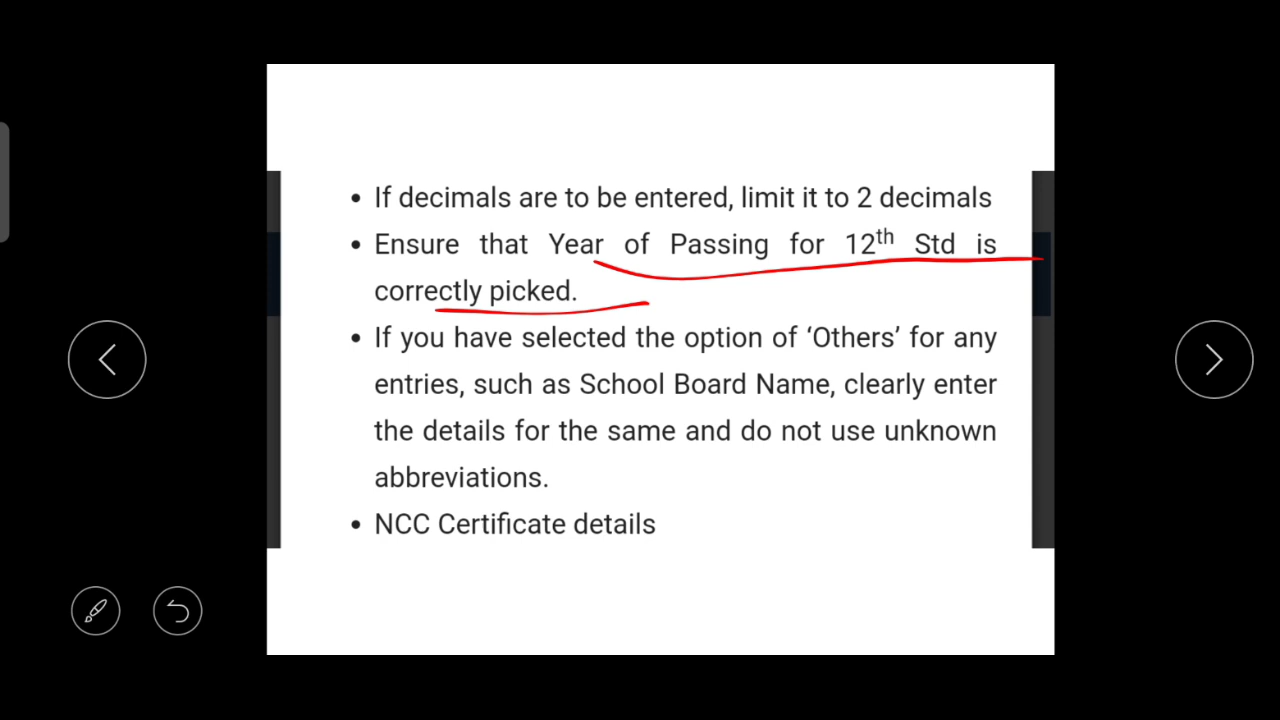 • If decimals are to be entered, limit it to 2 decimals
• Ensure that Year of Passing for 12th Std is
correctly picked.
• If you have selected the option of ‘Others’ for any
entries, such as School Board Name, clearly enter
the details for the same and do not use unknown
abbreviations.
• NCC Certificate details